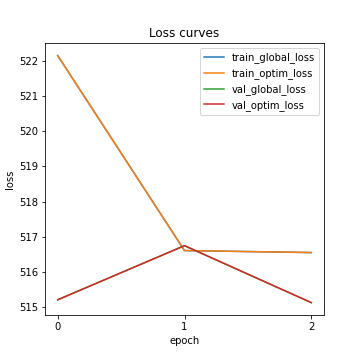 Loss curves
train_global_loss
train_optim_loss
val_global_loss
val_optim_loss
522
521
520
519
518
517
516
515
loss
0 1 2
epoch